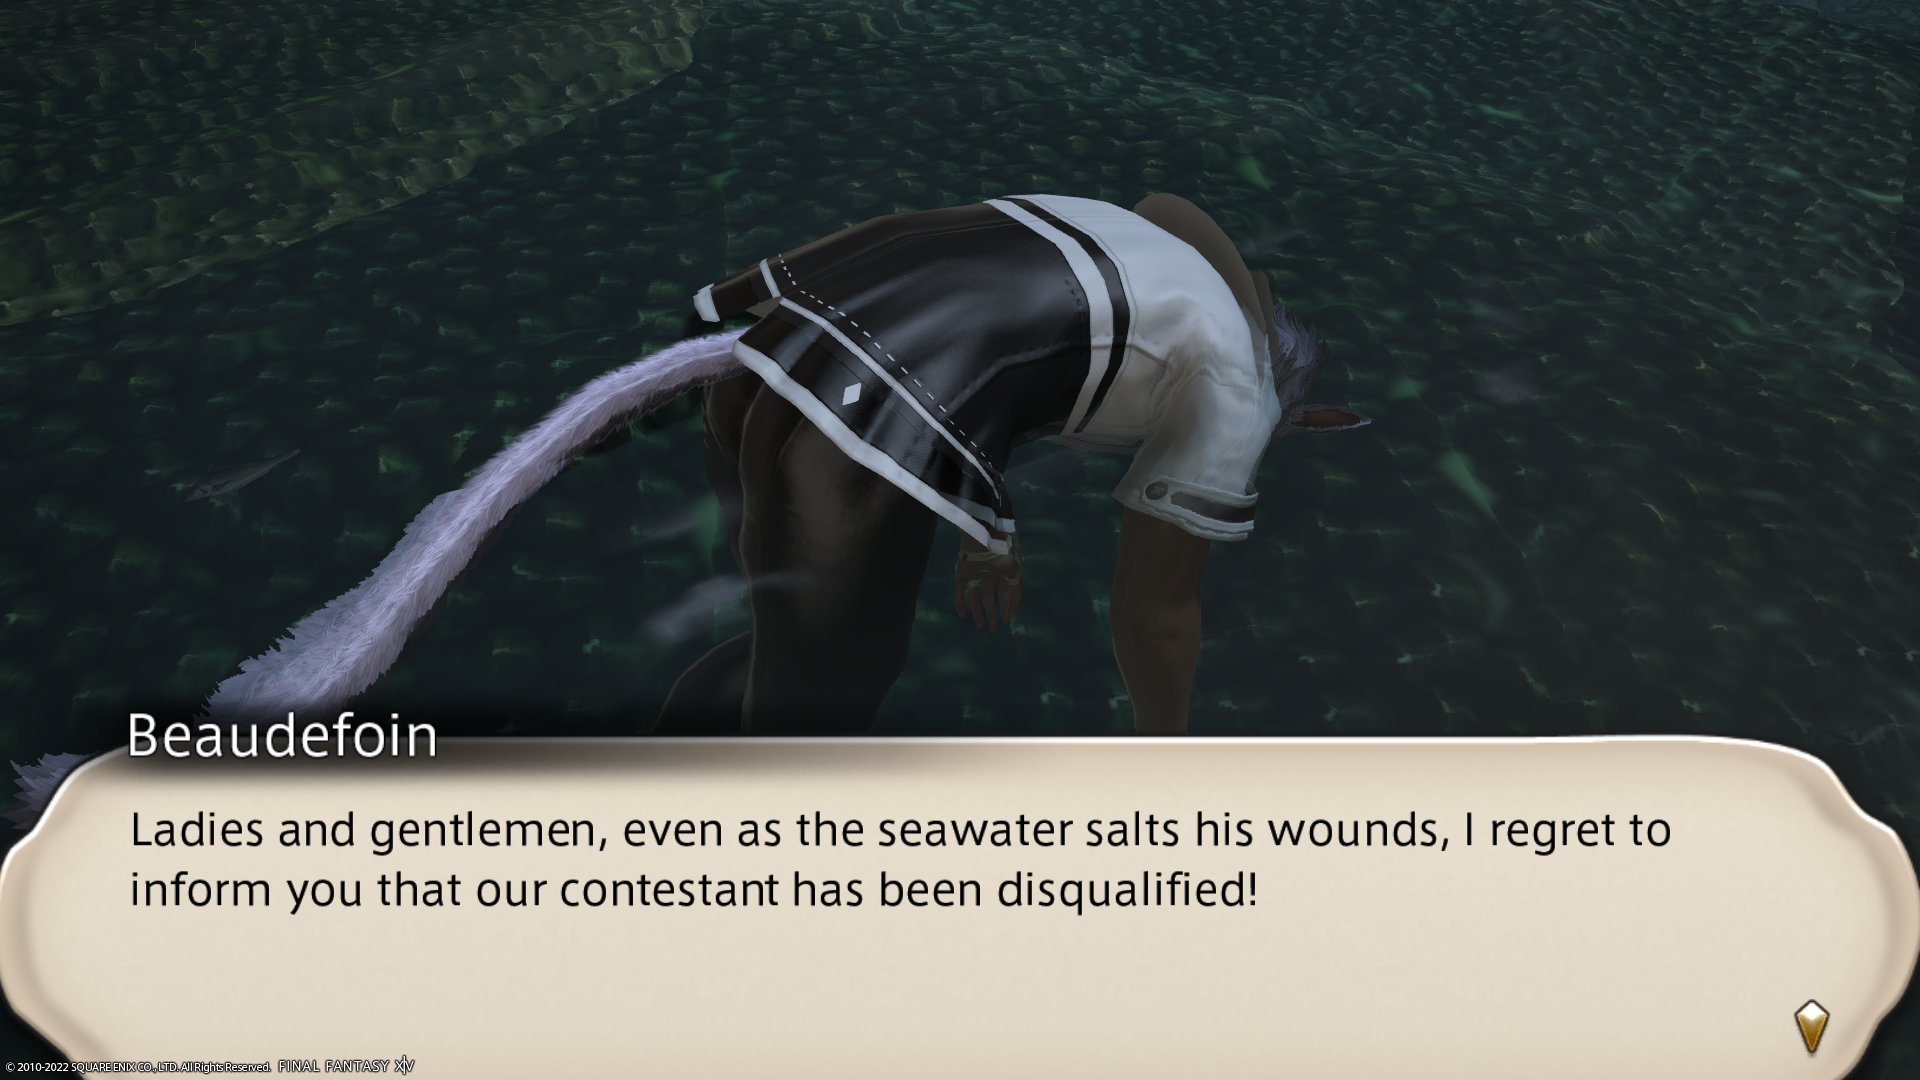 Beaudefoin
Ladies and gentlemen, even as the seawater salts his wounds, I regret to
inform you that our contestant has been disqualified!
© 2010-2022 SQUARE ENIX CO., LTD. All Rights Reserved. FINAL FANTASY XIV